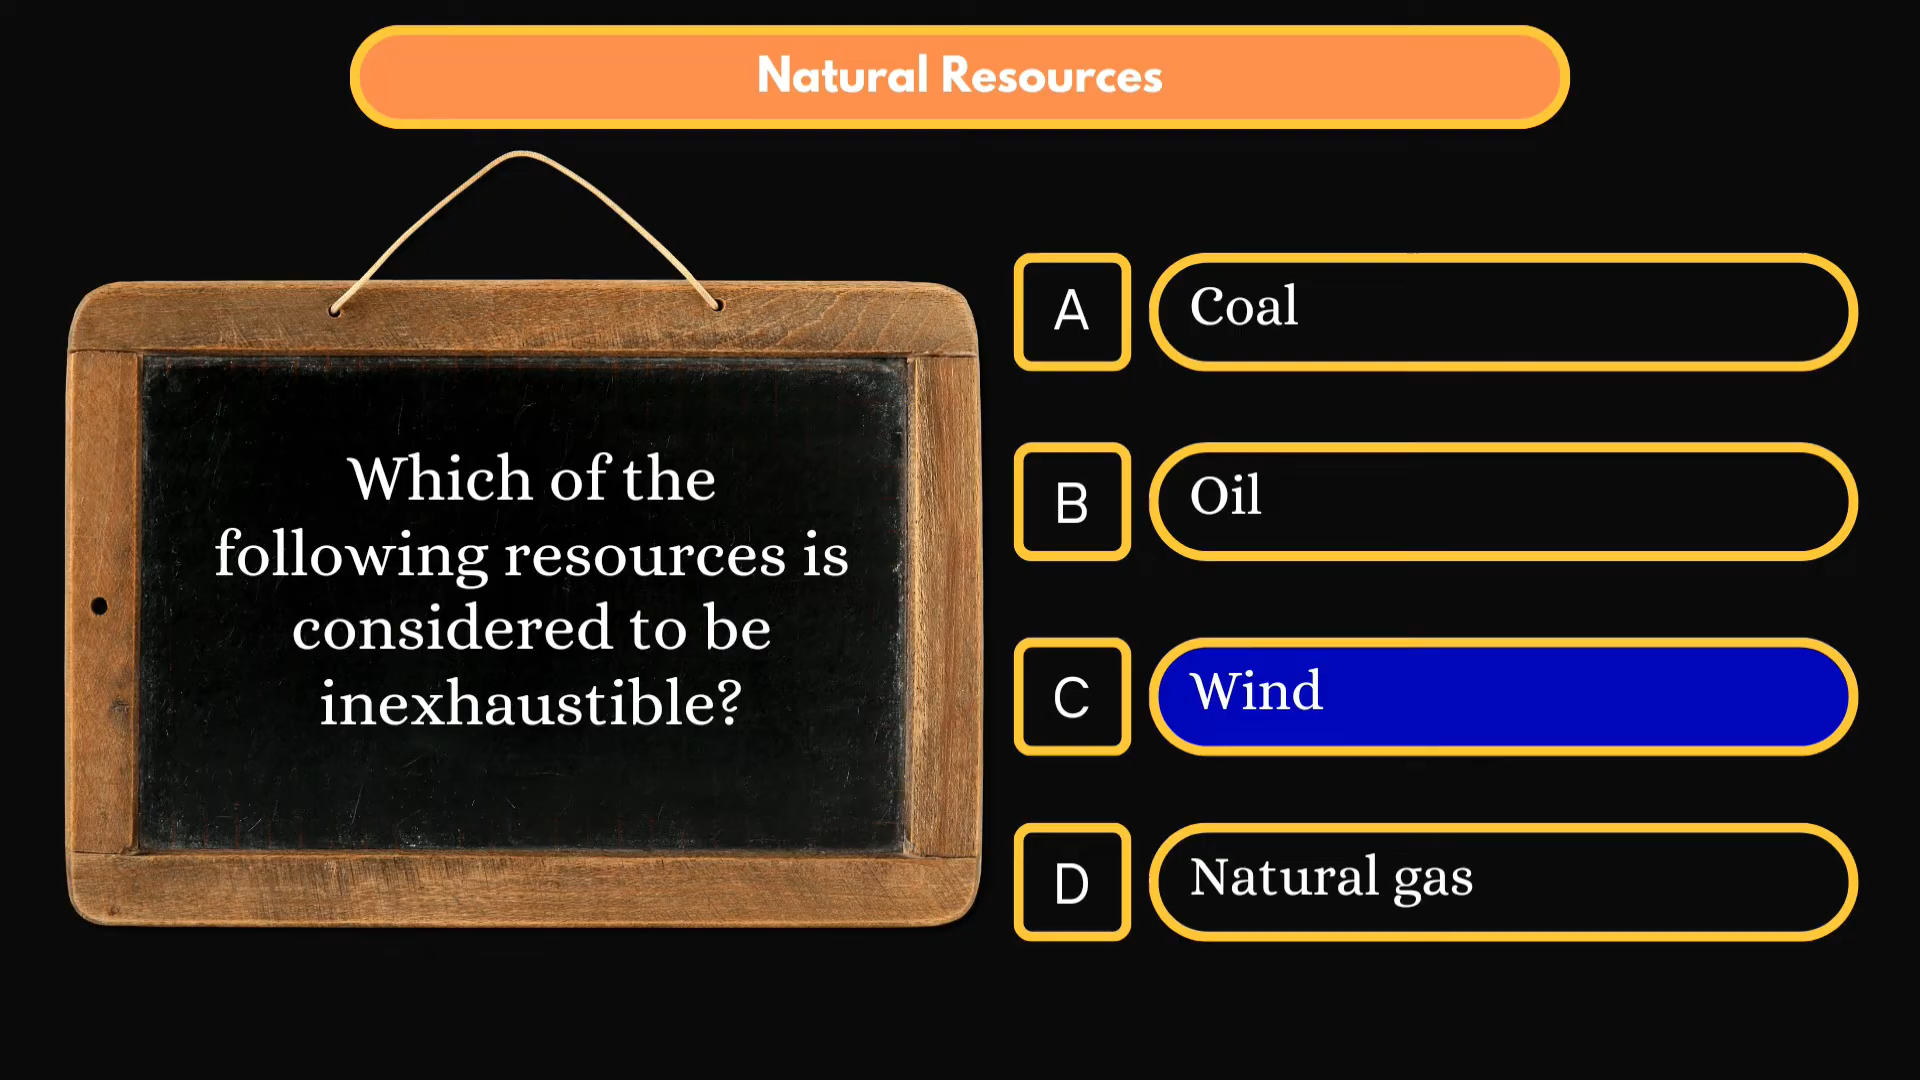 Natural Resources
Which of the
following resources is
considered to be
inexhaustible?
A
Coal
B
Oil
C
Wind
D
Natural gas